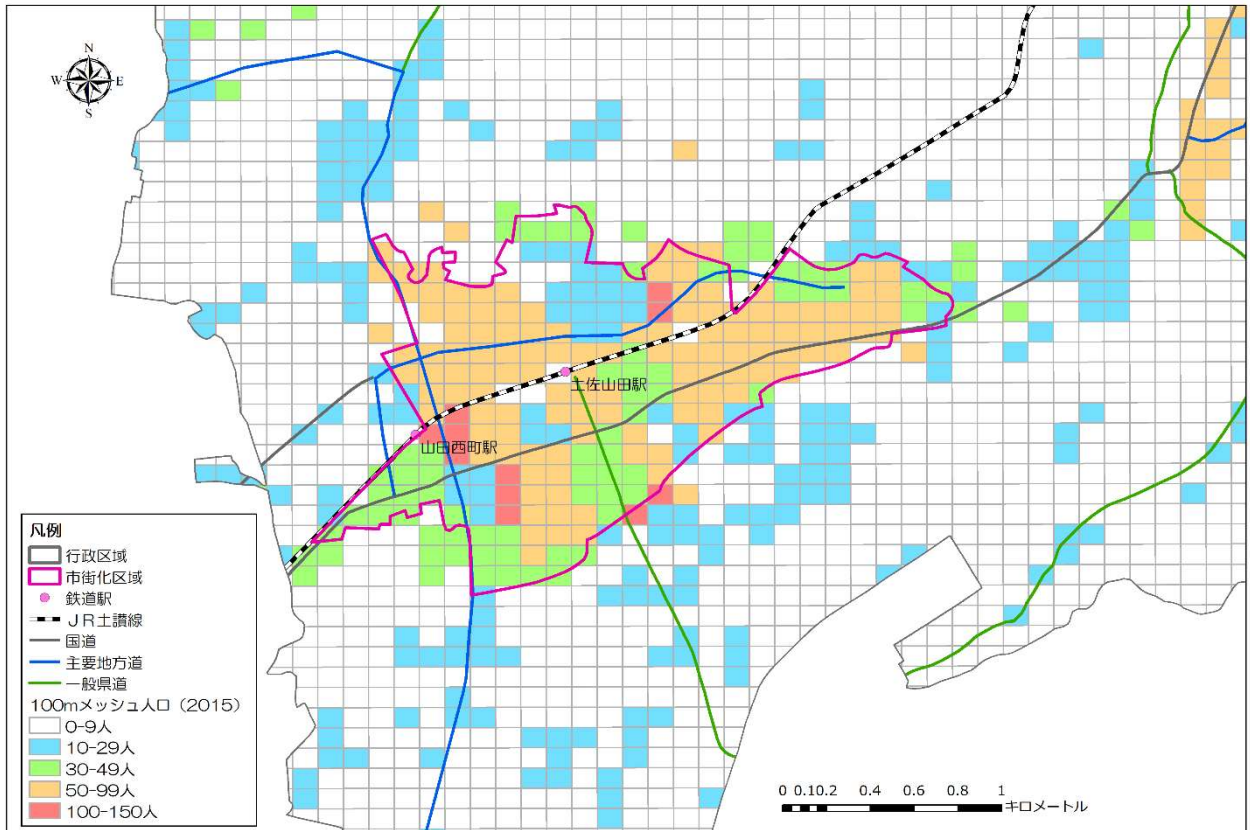 N
W E
S
土佐山田駅
山田西町駅
凡例
行政区域
市街化区域
鉄道駅
JR土讃線
国道
主要地方道
一般県道
100mメッシュ人口（2015）
0-9人
10-29人
30-49人
50-99人
100-150人
0 0.10.2 0.4 0.6 0.8 1
キロメートル